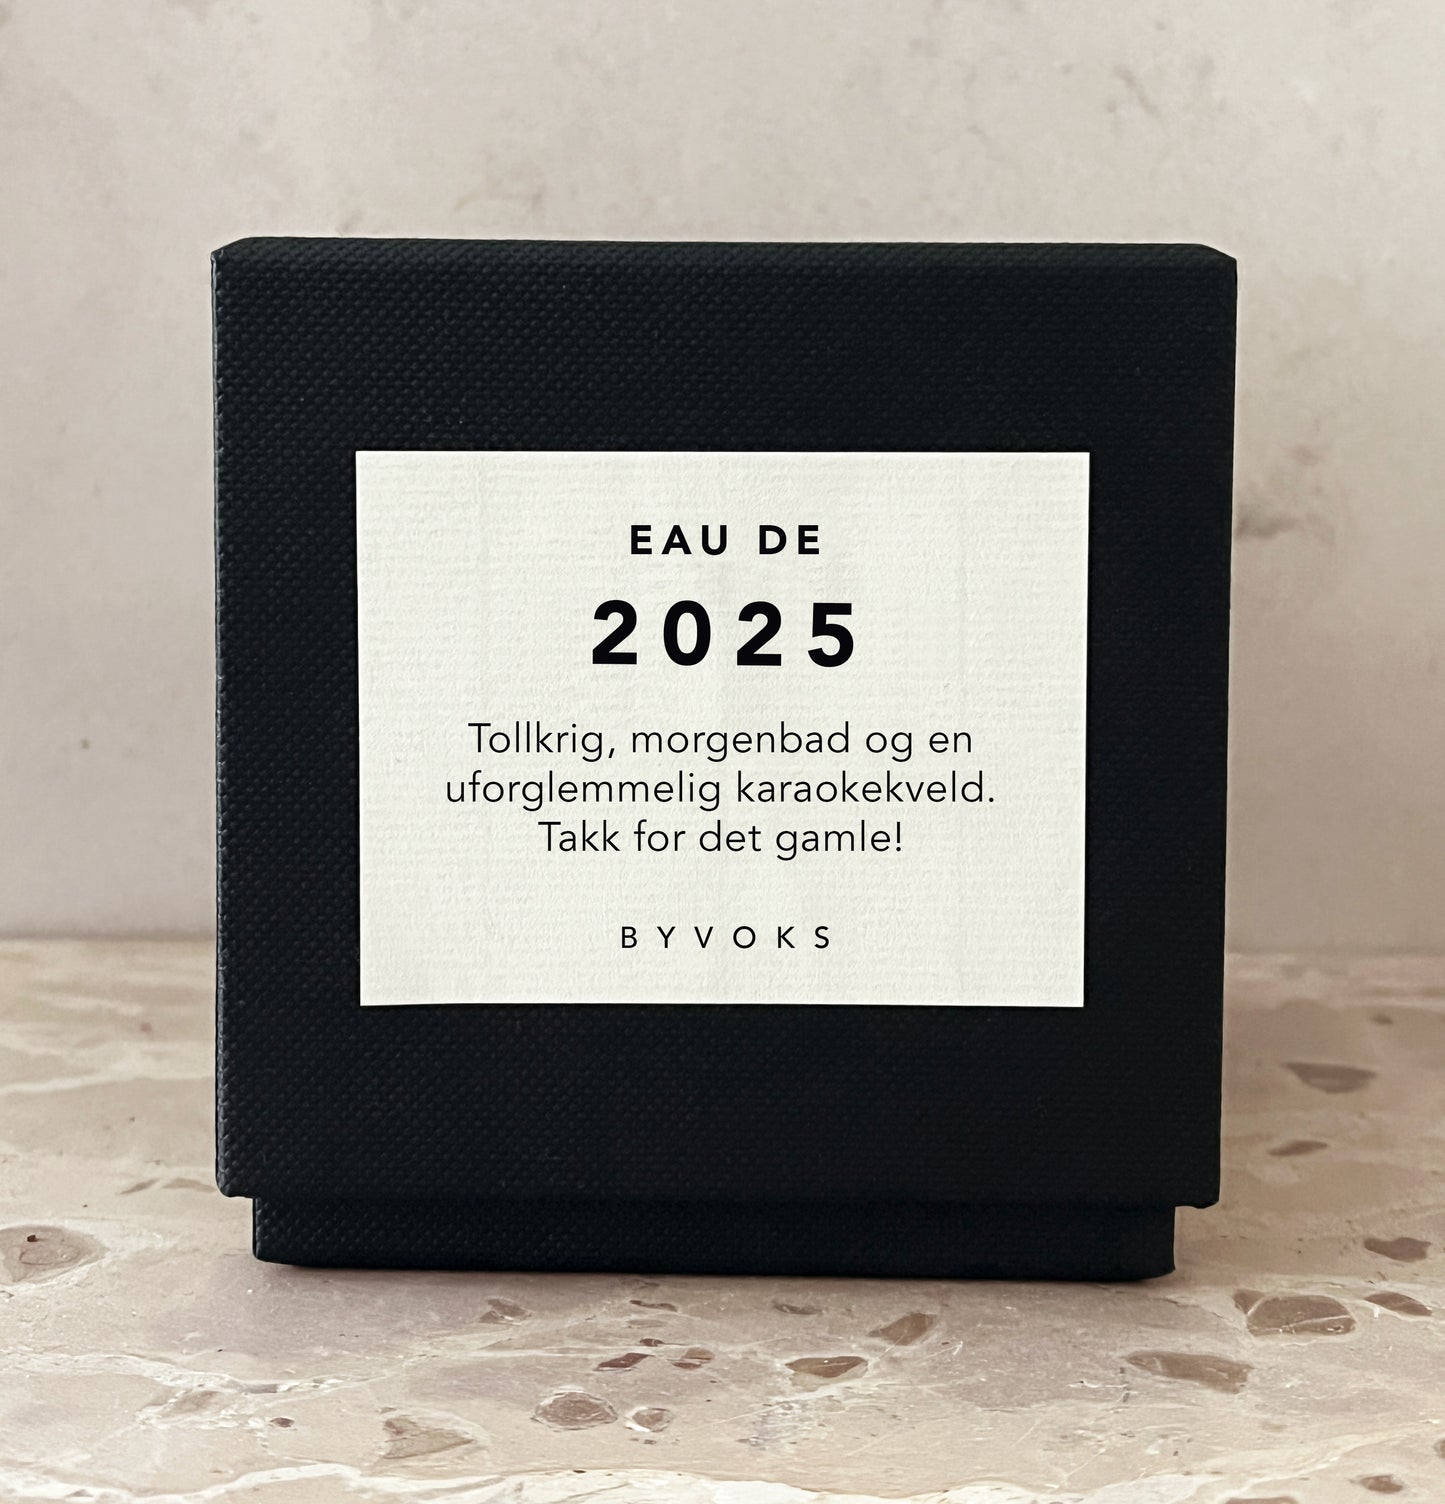 EAU DE
2025
Tollkrig, morgenbad og en
uforglemmelig karaokekveld.
Takk for det gamle!
BYVOKS